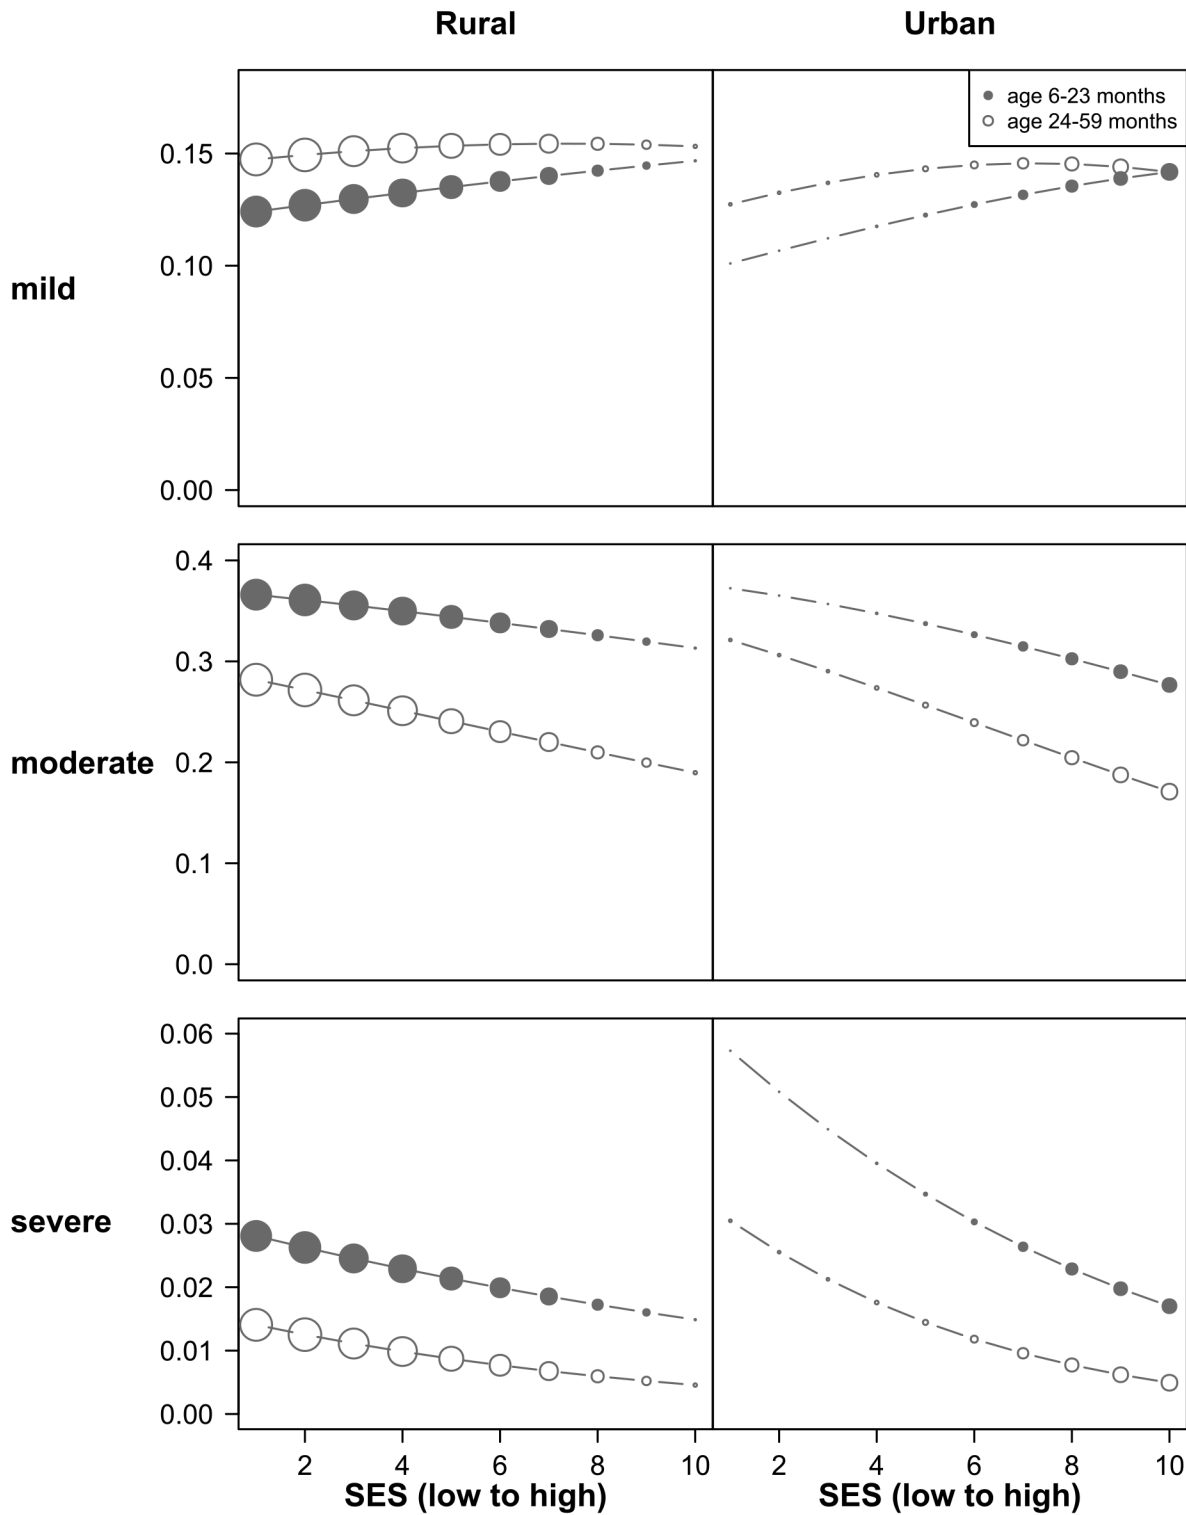 Rural Urban
age 6-23 months
age 24-59 months
mild
0.15
0.10
0.05
0.00
moderate
0.4
0.3
0.2
0.1
0.0
severe
0.06
0.05
0.04
0.03
0.02
0.01
0.00
2 4 6 8 10 2 4 6 8 10
SES (low to high) SES (low to high)